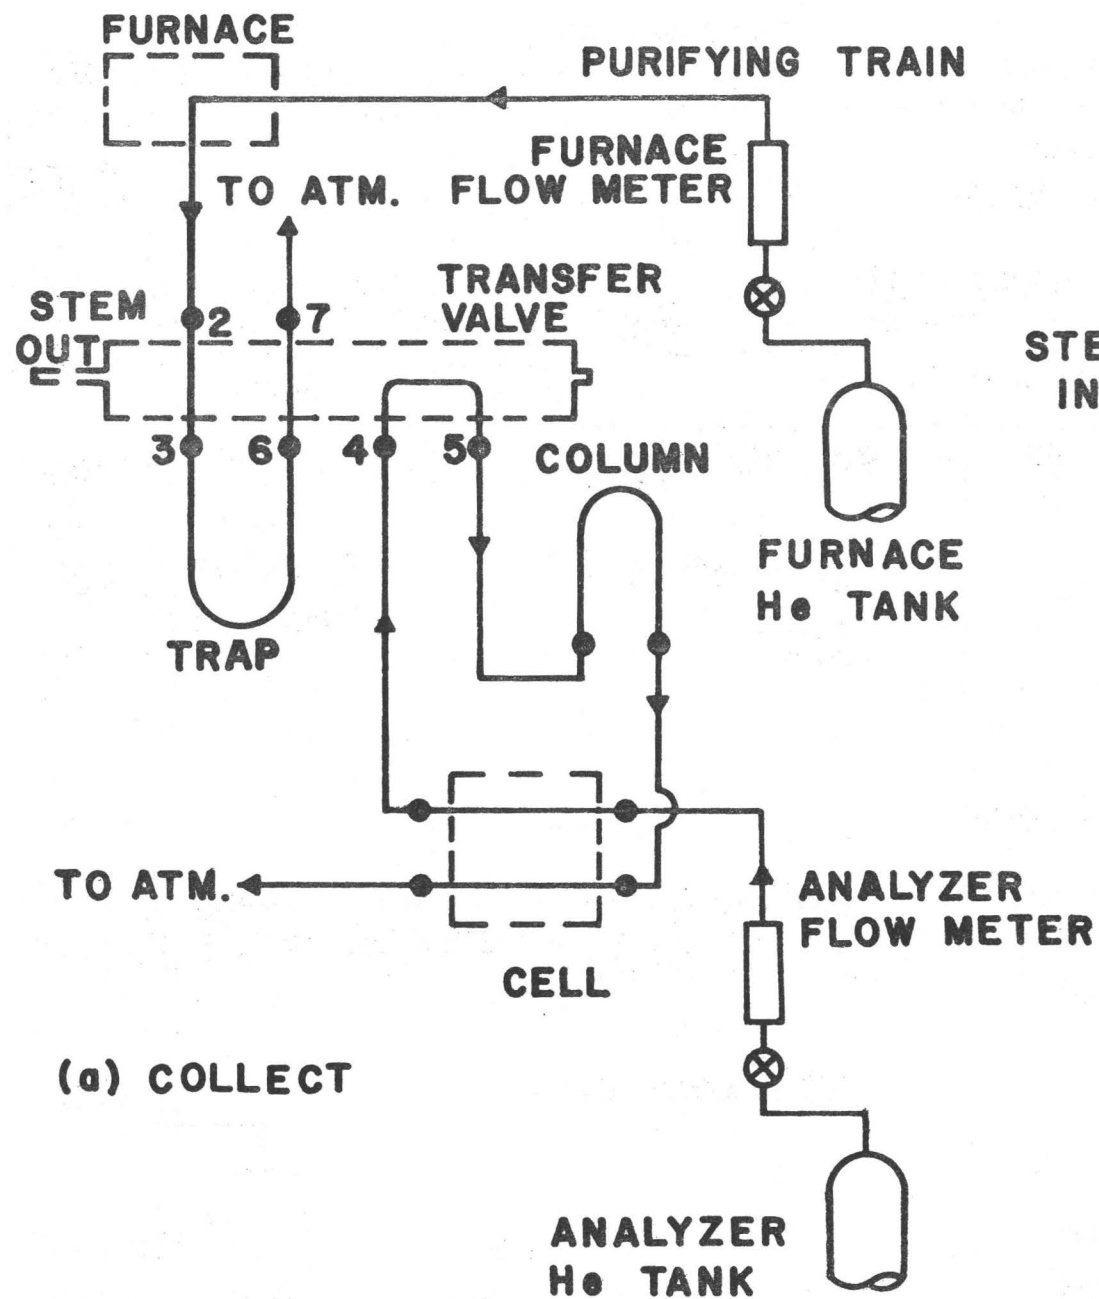 FURNACE
PURIFYING TRAIN
FURNACE
FLOW METER
TO ATM.
TRANSFER
VALVE
STEM
OUT
2
7
3
6
4
5
COLUMN
FURNACE
He TANK
TRAP
TO ATM.
ANALYZER
FLOW METER
CELL
(a) COLLECT
ANALYZER
He TANK
STE
IN